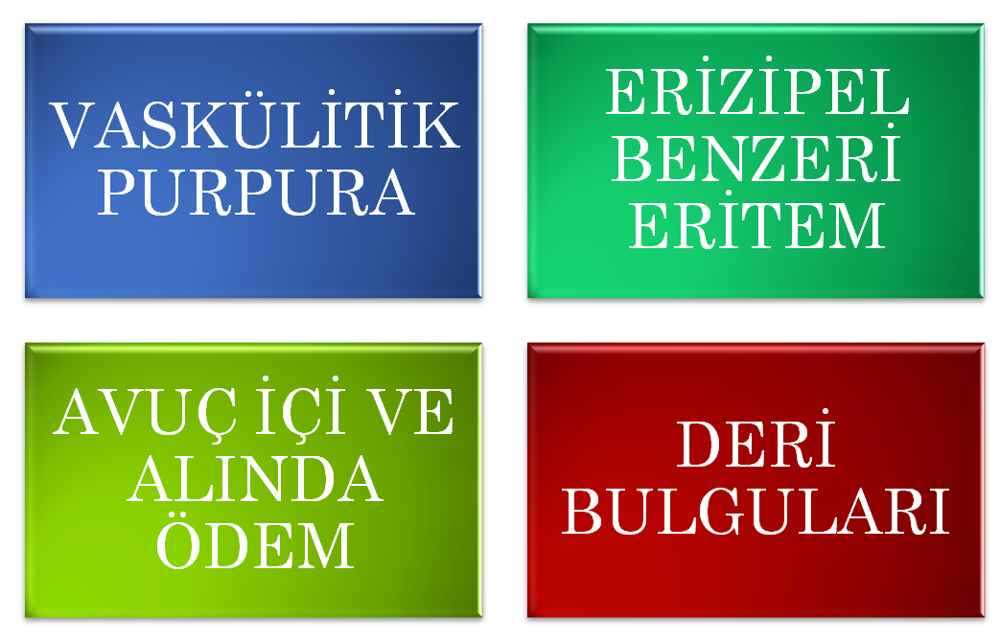 VASKÜLİTİK
PURPURA
ERİZİPEL
BENZERİ
ERİTEM
AVUÇ İÇİ VE
ALINDA
ÖDEM
DERİ
BULGULARI